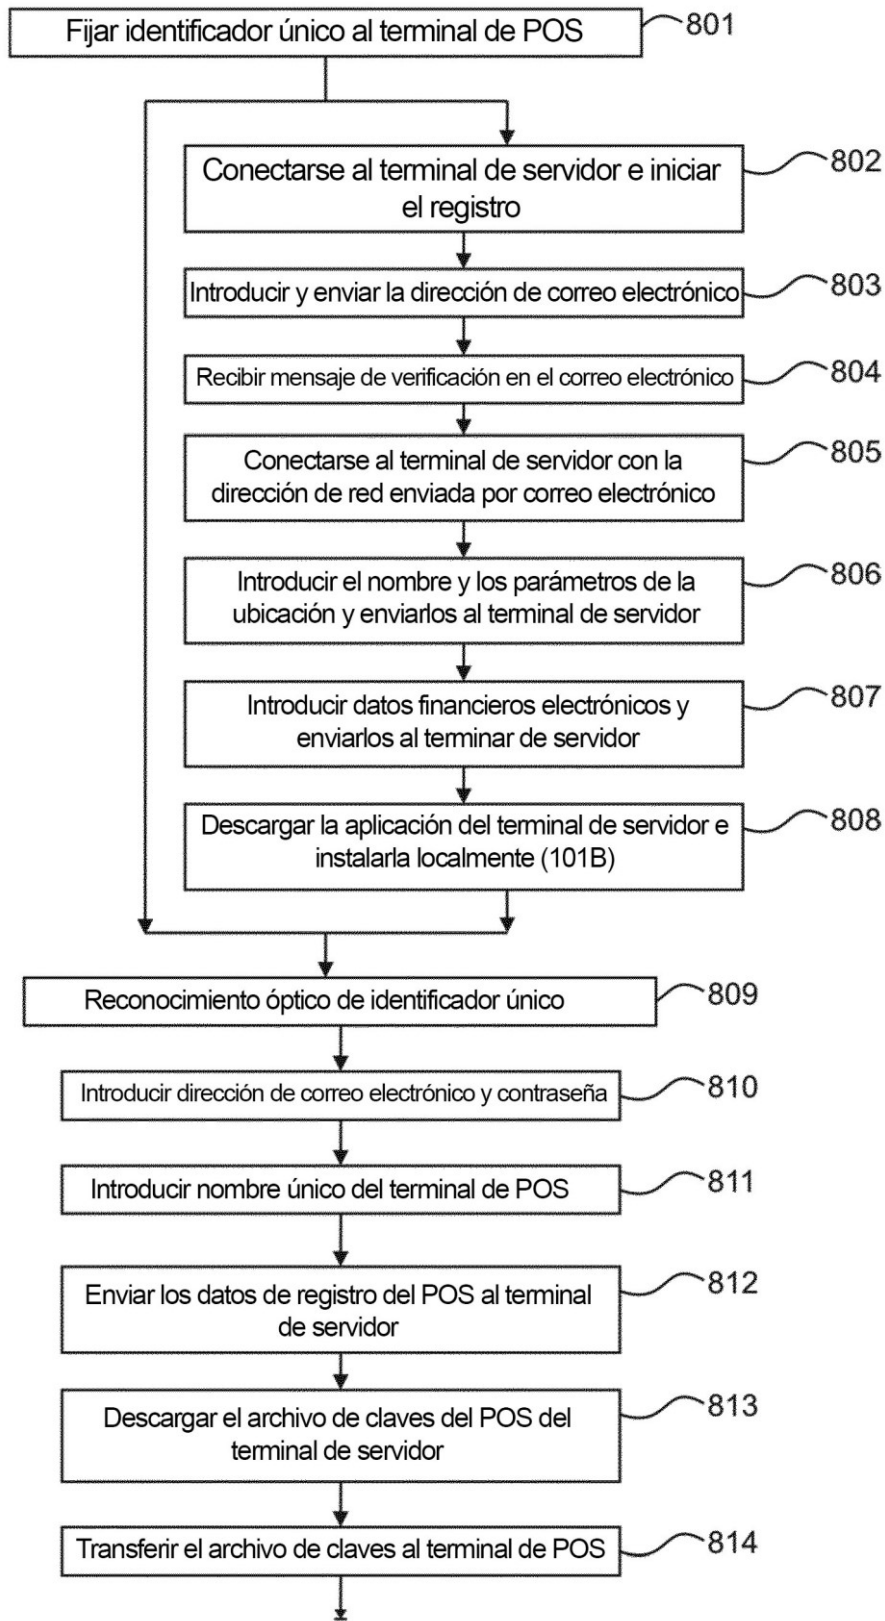 Fijar identificador único al terminal de POS
801
Conectarse al terminal de servidor e iniciar
el registro
802
Introducir y enviar la dirección de correo electrónico
803
Recibir mensaje de verificación en el correo electrónico
804
Conectarse al terminal de servidor con la
dirección de red enviada por correo electrónico
805
Introducir el nombre y los parámetros de la
ubicación y enviarlos al terminal de servidor
806
Introducir datos financieros electrónicos y
enviarlos al terminar de servidor
807
Descargar la aplicación del terminal de servidor e
instalarla localmente (101B)
808
Reconocimiento óptico de identificador único
809
Introducir dirección de correo electrónico y contraseña
810
Introducir nombre único del terminal de POS
811
Enviar los datos de registro del POS al terminal
de servidor
812
Descargar el archivo de claves del POS del
terminal de servidor
813
Transferir el archivo de claves al terminal de POS
814